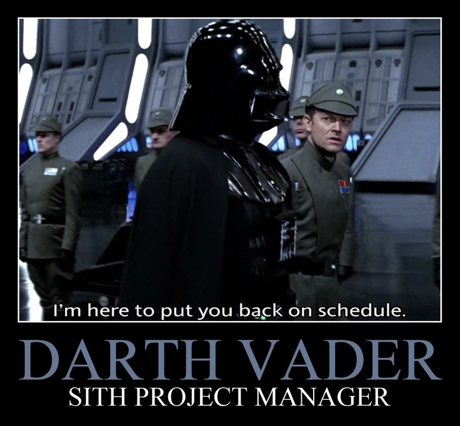 I'm here to put you back on schedule.
DARTH VADER
SITH PROJECT MANAGER